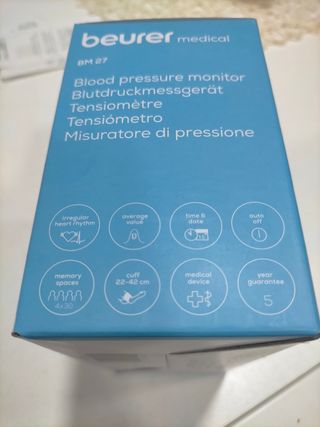 beurer medical
BM 27
Blood pressure monitor
Blutdruckmessgerät
Tensiomètre
Tensiómetro
Misuratore di pressione
irregular
heart rhythm
average
value
time &
date
auto
off
memory
spaces
4x30
cuff
22-42 cm
medical
device
year
guarantee
5